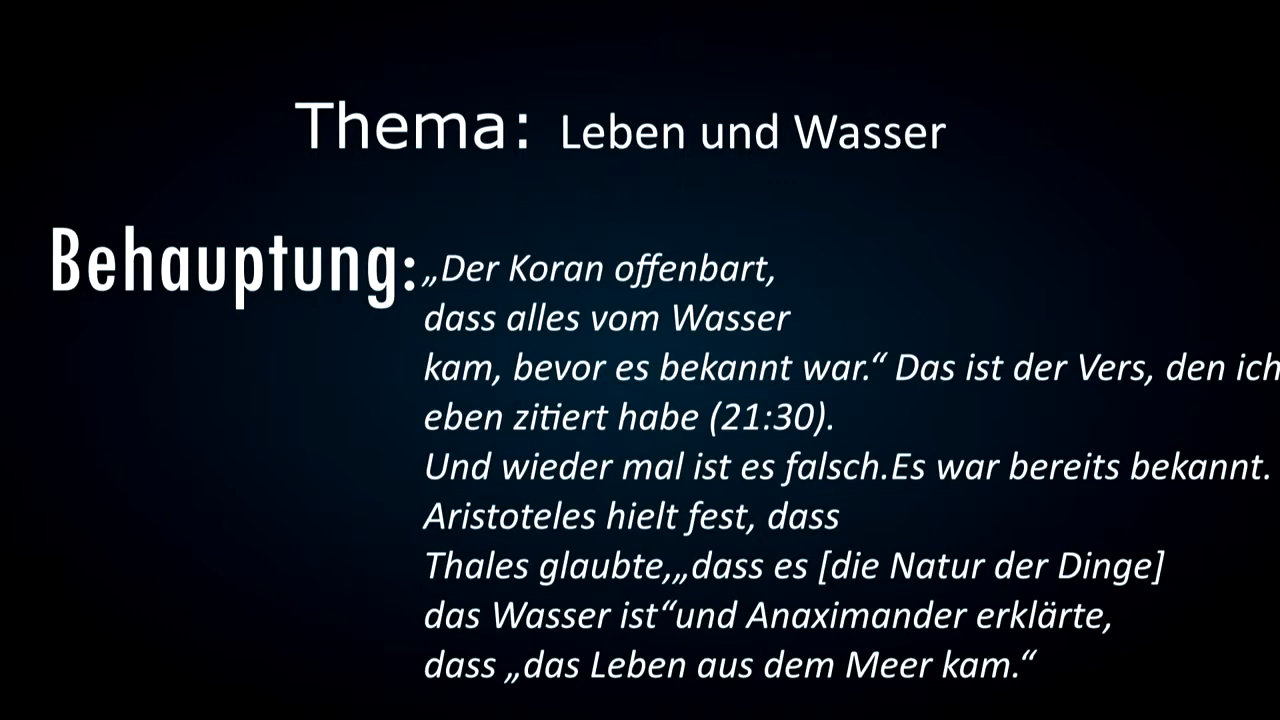 Thema: Leben und Wasser
Behauptung: „Der Koran offenbart,
dass alles vom Wasser
kam, bevor es bekannt war.“ Das ist der Vers, den ich
eben zitiert habe (21:30).
Und wieder mal ist es falsch.Es war bereits bekannt.
Aristoteles hielt fest, dass
Thales glaubte,„dass es [die Natur der Dinge]
das Wasser ist“und Anaximander erklärte,
dass „das Leben aus dem Meer kam.“